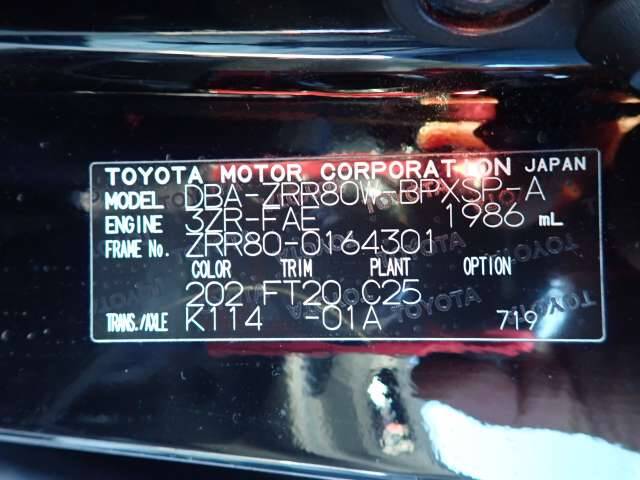 TOYOTA MOTOR CORPORATION JAPAN
MODEL DBA-ZRR80W-BPXSP-A
ENGINE 3ZR-FAE 1986 mL
FRAME No. ZRR80-0164301
COLOR TRIM PLANT OPTION
202 FT20 C25
TRANS./AXLE K114 -01A 719